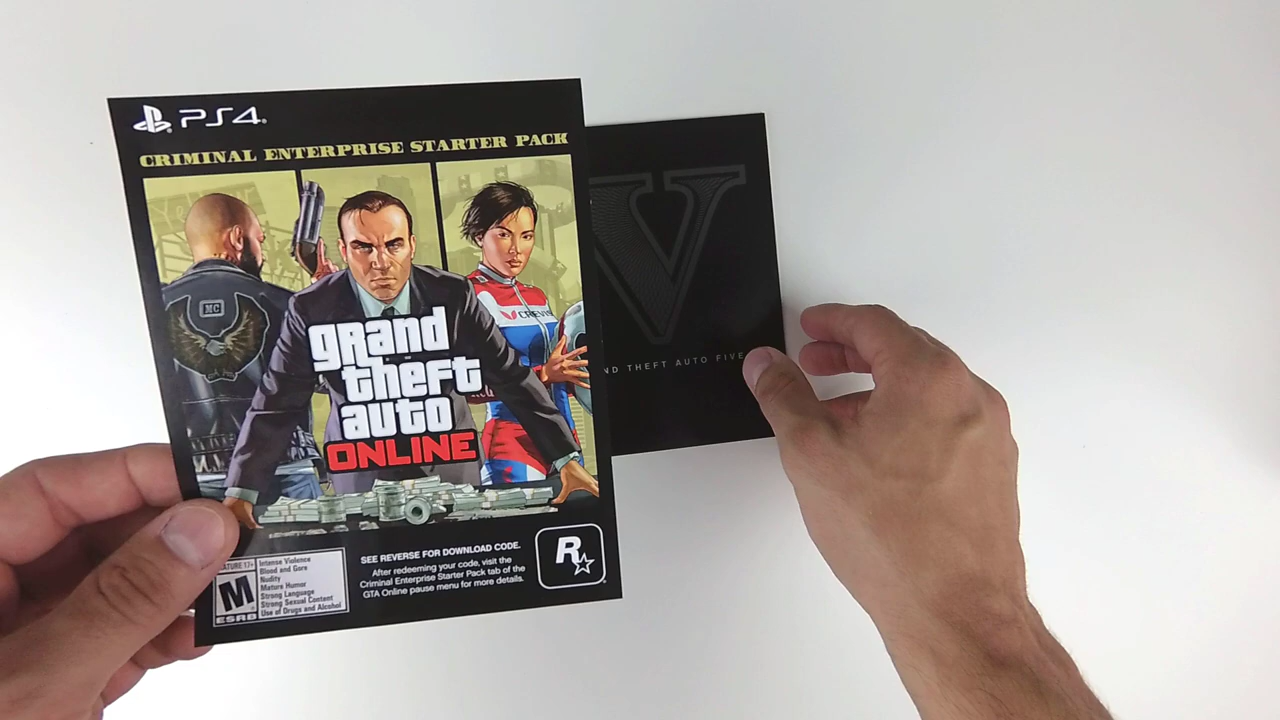 PS4
CRIMINAL ENTERPRISE STARTER PACK
MC
CREVIS
grand
theft
auto
ONLINE
SEE REVERSE FOR DOWNLOAD CODE.
After redeeming your code, visit the
Criminal Enterprise Starter Pack tab of the
GTA Online pause menu for more details.
R
ATURE 17+
M
ESRB
Intense Violence
Blood and Gore
Nudity
Mature Humor
Strong Language
Strong Sexual Content
Use of Drugs and Alcohol
V
ND THEFT AUTO FIVE